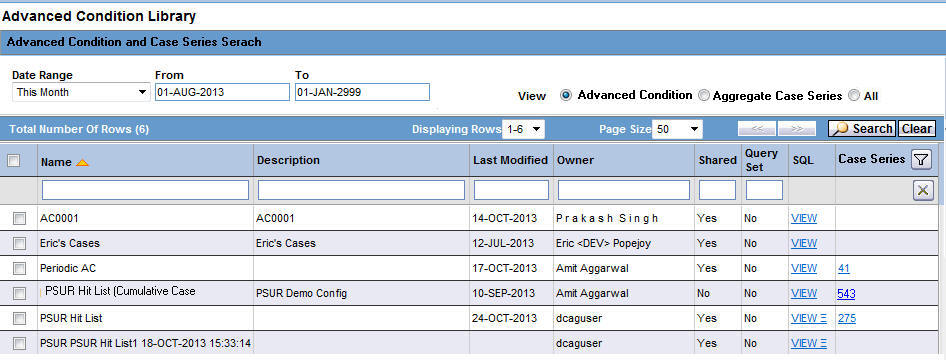 Advanced Condition Library
Advanced Condition and Case Series Serach
Date Range From To
This Month 01-AUG-2013 01-JAN-2999
View Advanced Condition Aggregate Case Series All
Total Number Of Rows (6) Displaying Rows 1-6 Page Size 50 << >> Search Clear
Name Description Last Modified Owner Shared Query Set SQL Case Series
AC0001 AC0001 14-OCT-2013 Prakash Singh Yes No VIEW
Eric's Cases Eric's Cases 12-JUL-2013 Eric <DEV> Popejoy Yes No VIEW
Periodic AC 17-OCT-2013 Amit Aggarwal Yes No VIEW 41
PSUR Hit List (Cumulative Case PSUR Demo Config 10-SEP-2013 Amit Aggarwal No No VIEW 543
PSUR Hit List 24-OCT-2013 dcaguser Yes No VIEW Ξ 275
PSUR PSUR Hit List1 18-OCT-2013 15:33:14 dcaguser Yes No VIEW Ξ